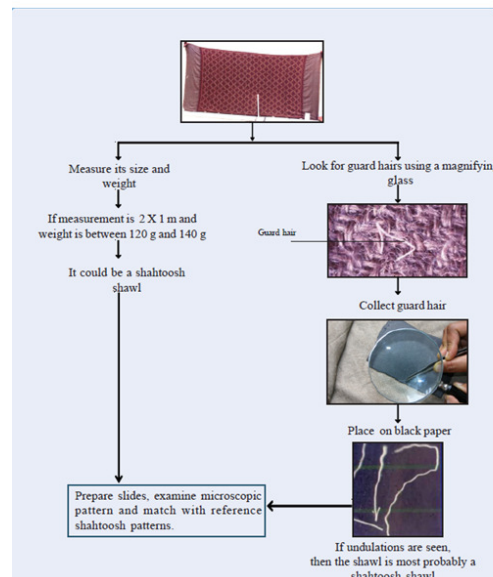 Measure its size and
weight
If measurement is 2 X 1 m and
weight is between 120 g and 140 g
It could be a shahtoosh
shawl
Look for guard hairs using a magnifying
glass
Guard hair
Collect guard hair
Place on black paper
If undulations are seen,
then the shawl is most probably a
shahtoosh shawl
Prepare slides, examine microscopic
pattern and match with reference
shahtoosh patterns.